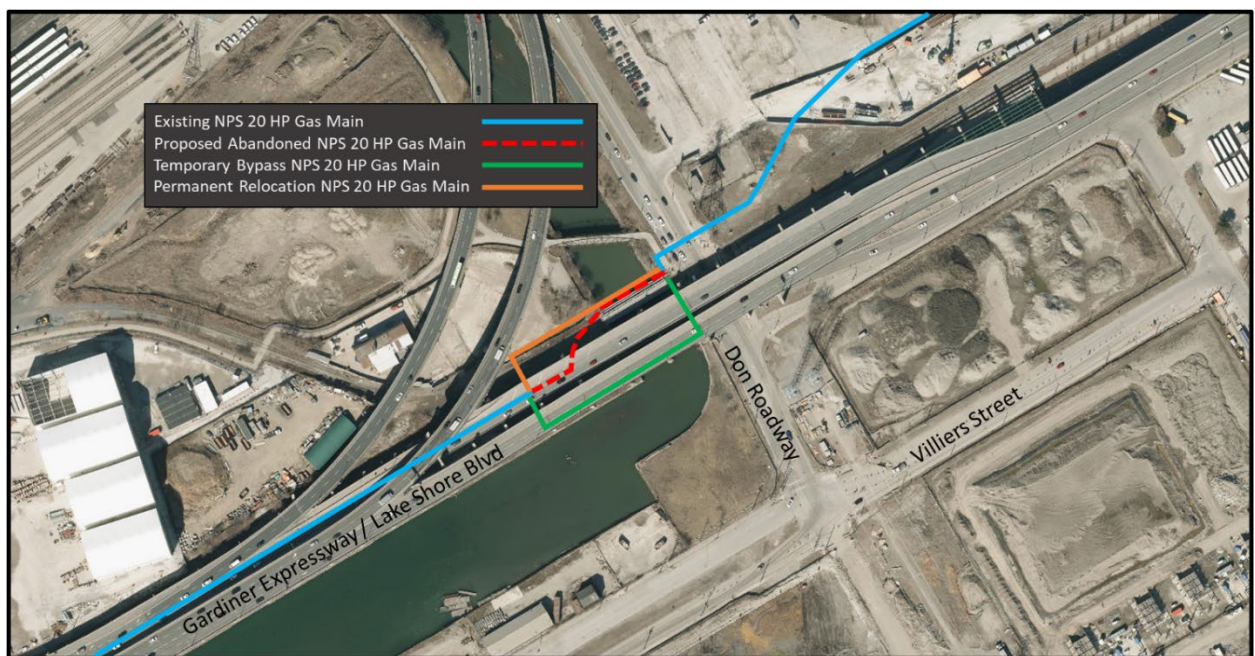 Existing NPS 20 HP Gas Main
Proposed Abandoned NPS 20 HP Gas Main
Temporary Bypass NPS 20 HP Gas Main
Permanent Relocation NPS 20 HP Gas Main
Gardiner Expressway / Lake Shore Blvd
Don Roadway
Villiers Street